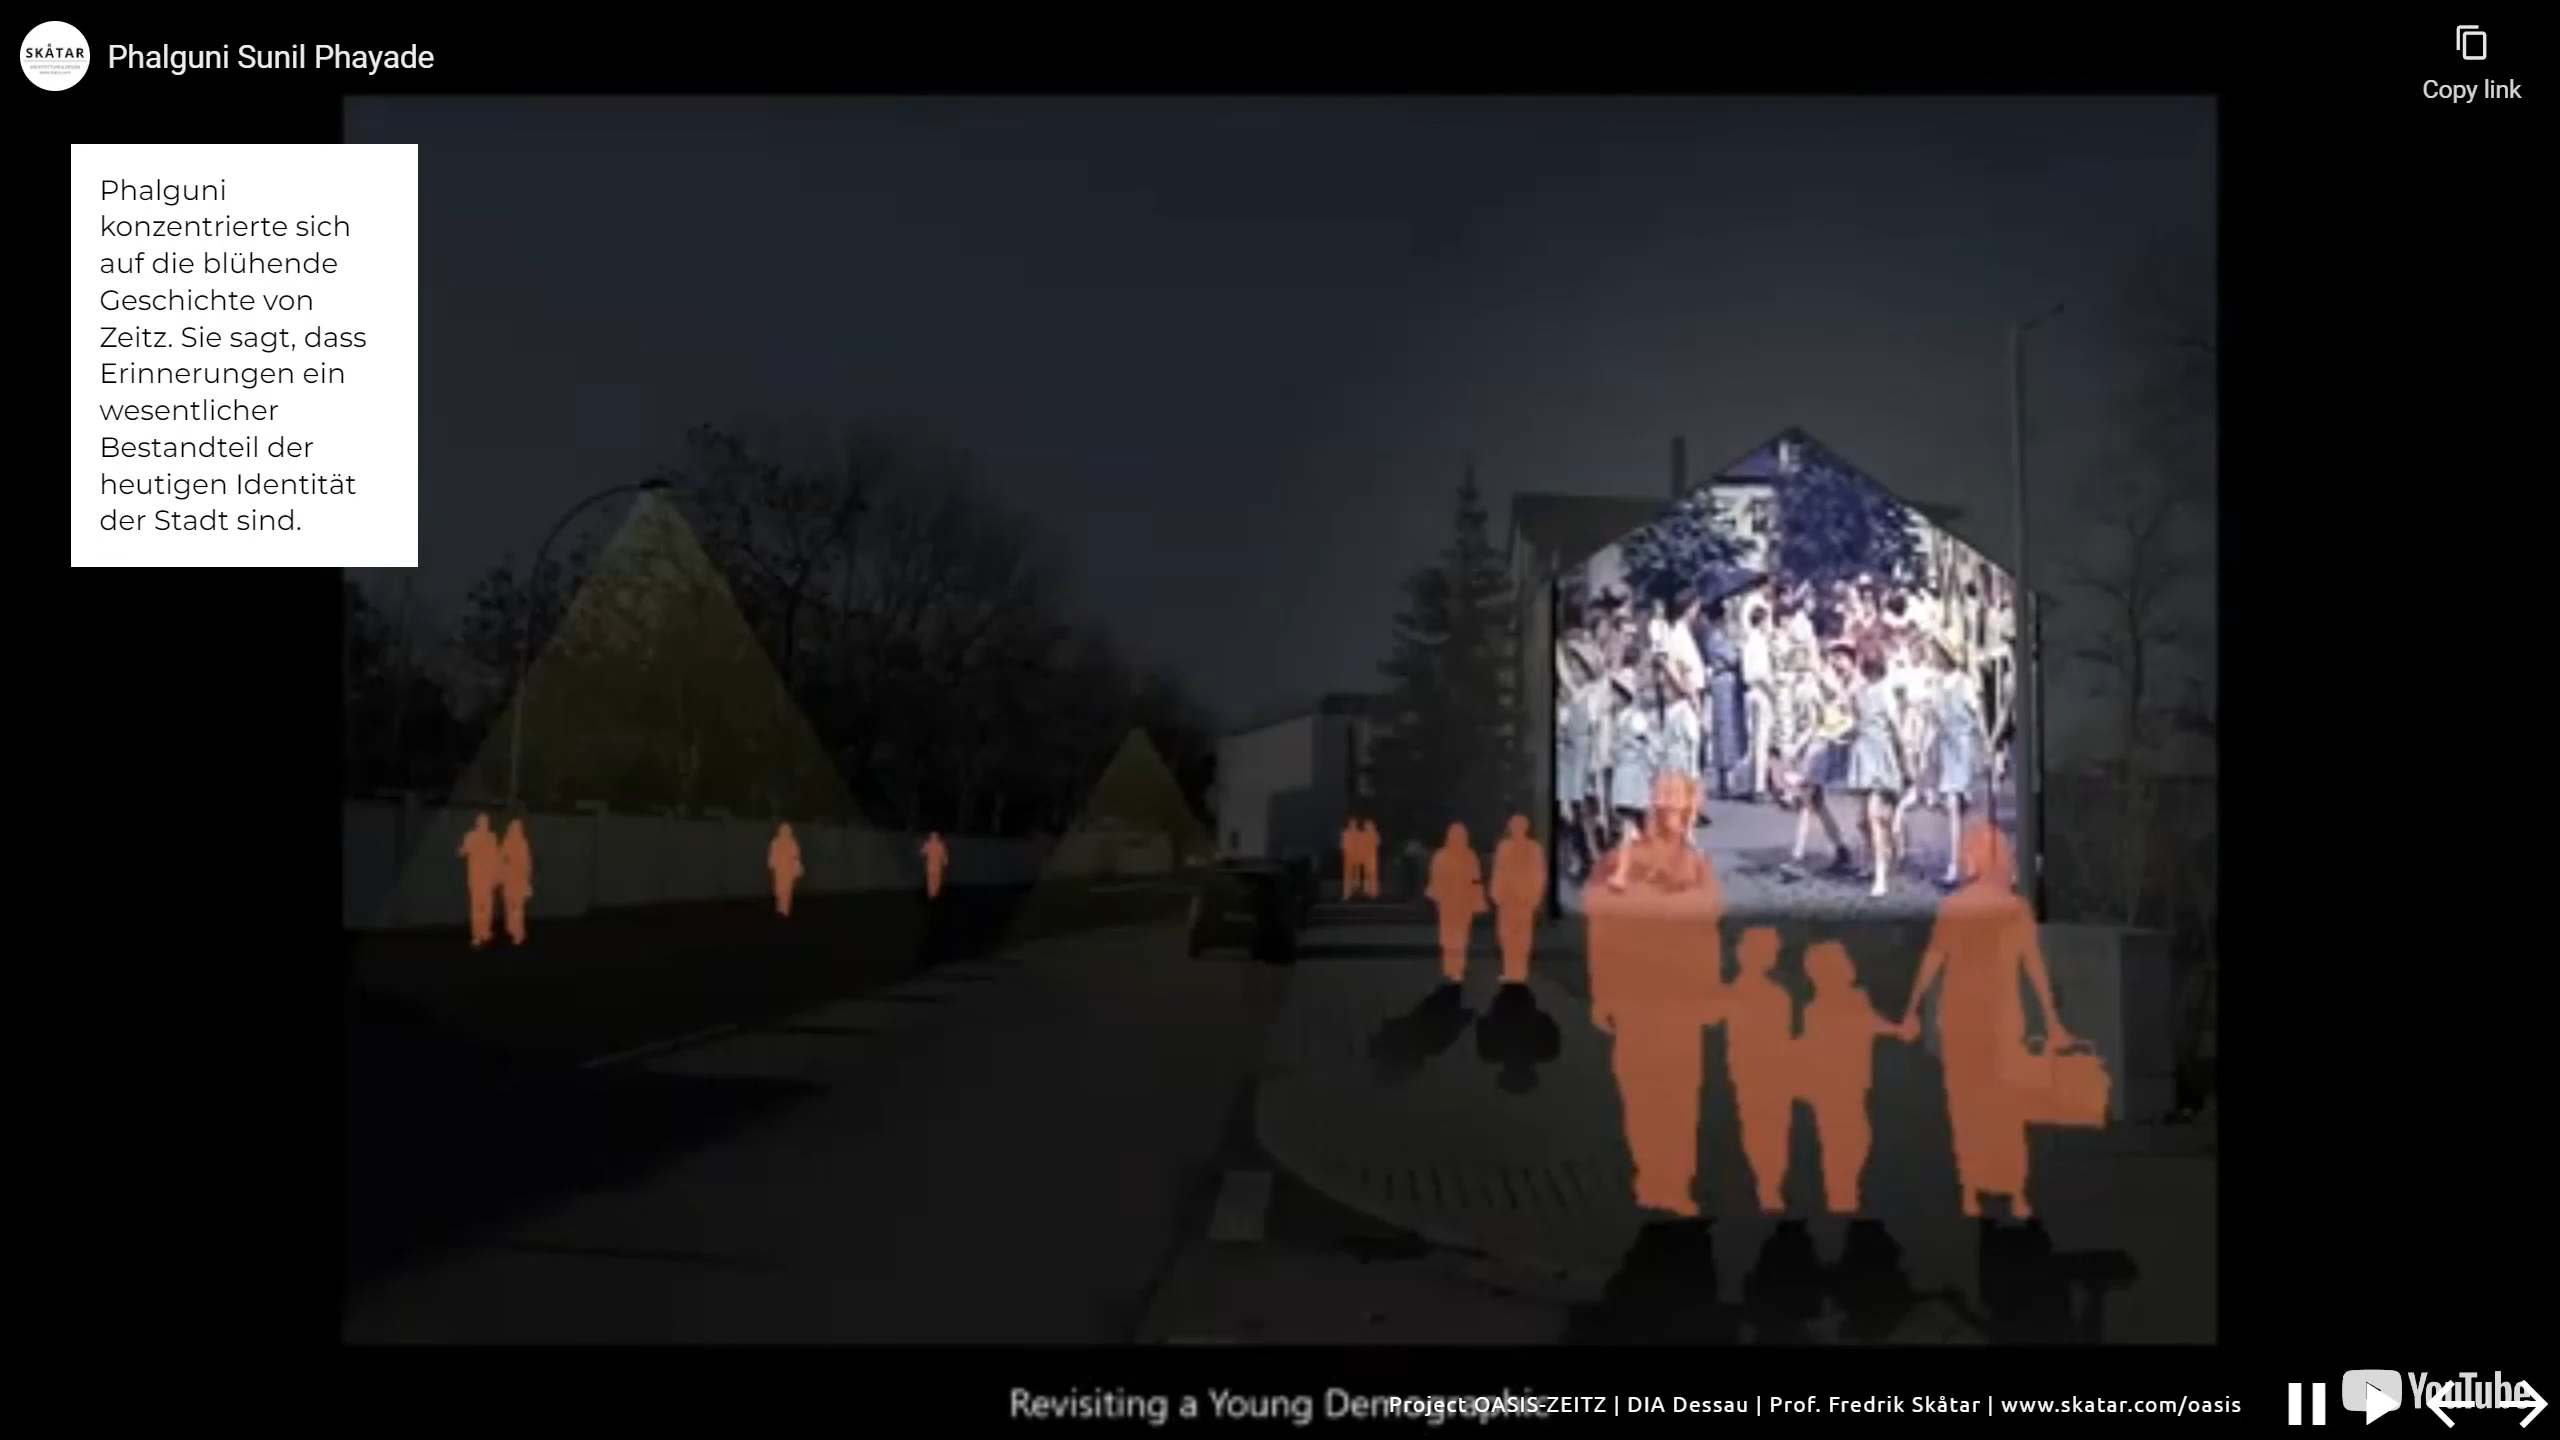 SKÅTAR
Phalguni Sunil Phayade
Copy link
Phalguni
konzentrierte sich
auf die blühende
Geschichte von
Zeitz. Sie sagt, dass
Erinnerungen ein
wesentlicher
Bestandteil der
heutigen Identität
der Stadt sind.
Revisiting a Young Demographic
Project OASIS-ZEITZ | DIA Dessau | Prof. Fredrik Skåtar | www.skatar.com/oasis
YouTube